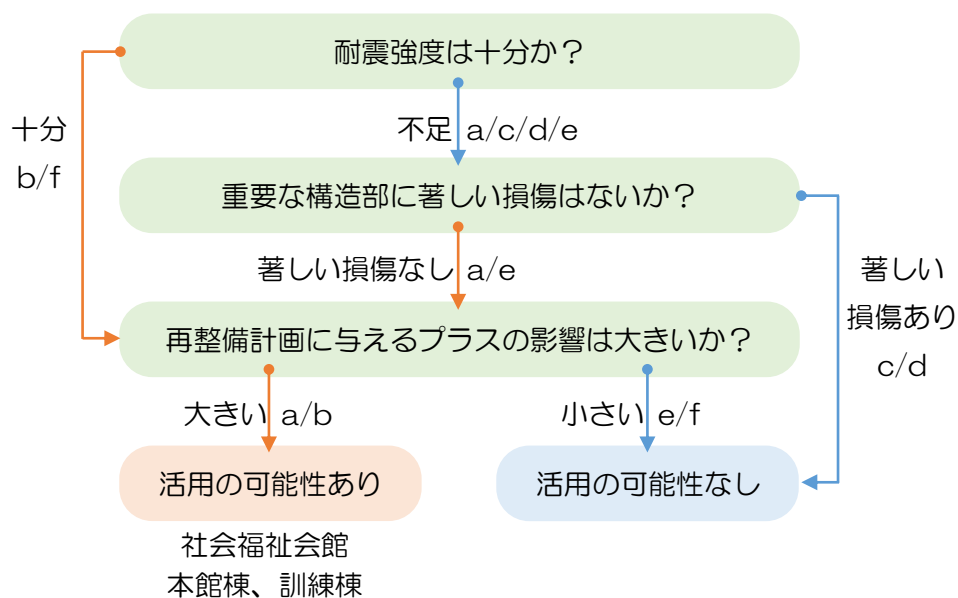 耐震強度は十分か？
十分
b/f
不足 a/c/d/e
重要な構造部に著しい損傷はないか？
著しい損傷なし a/e
著しい
損傷あり
c/d
再整備計画に与えるプラスの影響は大きいか？
大きい a/b
小さい e/f
活用の可能性あり
活用の可能性なし
社会福祉会館
本館棟、訓練棟